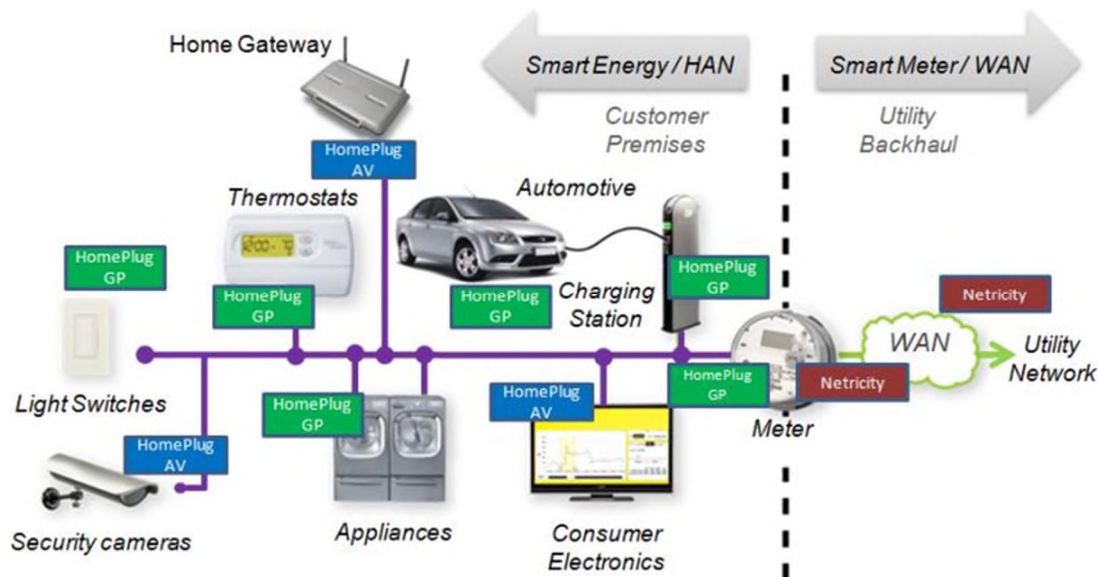 Home Gateway
Smart Energy / HAN
Smart Meter / WAN
Customer
Premises
Utility
Backhaul
HomePlug
AV
Thermostats
Automotive
HomePlug
GP
HomePlug
GP
HomePlug
GP
Charging
Station
HomePlug
GP
Netricity
WAN
Utility
Network
Light Switches
HomePlug
GP
HomePlug
AV
HomePlug
GP
Netricity
Meter
HomePlug
AV
Security cameras
Appliances
Consumer
Electronics